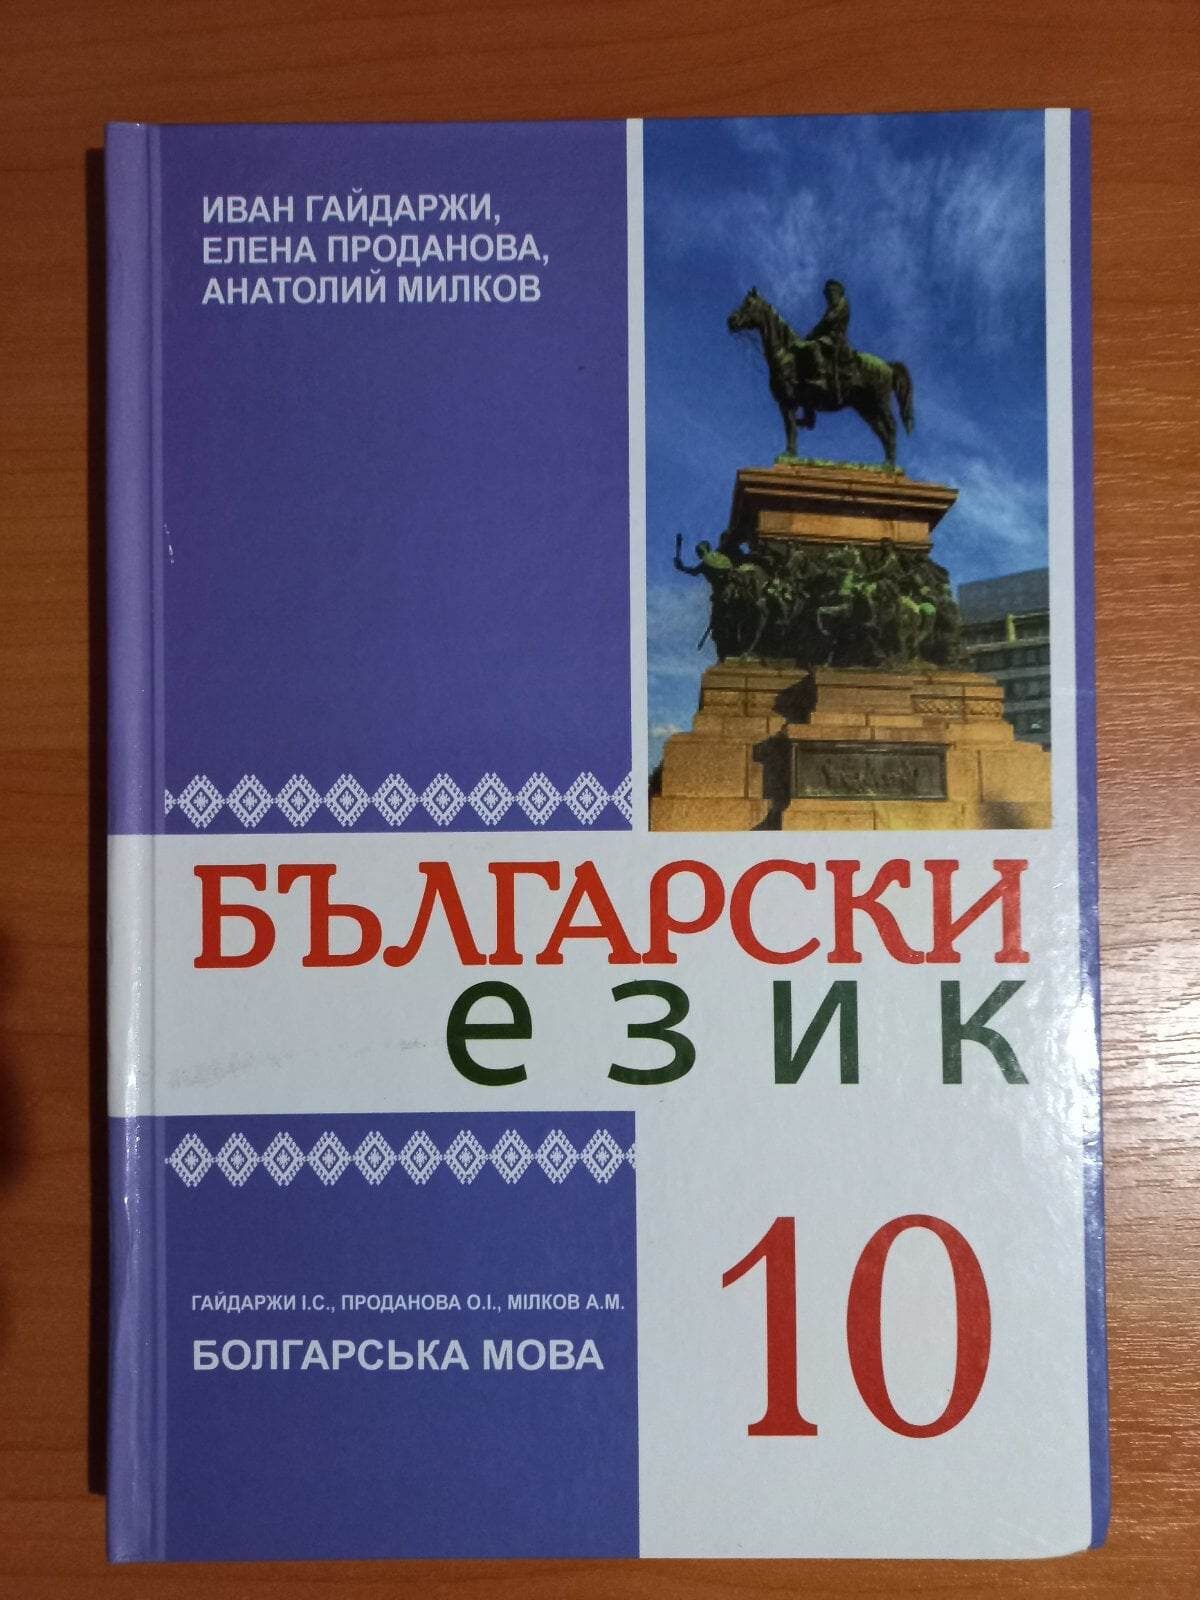 ИВАН ГАЙДАРЖИ,
ЕЛЕНА ПРОДАНОВА,
АНАТОЛИЙ МИЛКОВ
БЪЛГАРСКИ
език
10
ГАЙДАРЖИ І.С., ПРОДАНОВА О.І., МІЛКОВ А.М.
БОЛГАРСЬКА МОВА